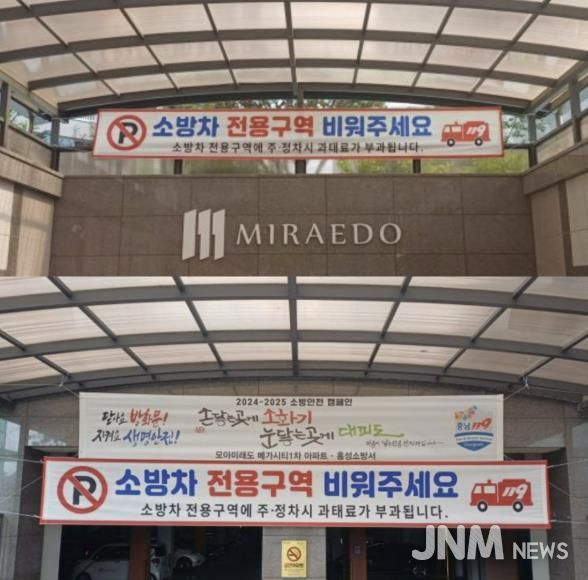 소방차 전용구역 비워주세요
119
소방차 전용구역에 주·정차시 과태료가 부과됩니다.
MIRAEDO
2024-2025 소방안전 캠페인
닫아요 방화문!
지켜요 생명안전!
손닿는곳에 소화기
눈닿는곳에 대피도
충남 119
모아미래도 메가시티1차 아파트 · 홍성소방서
소방차 전용구역 비워주세요
119
소방차 전용구역에 주·정차시 과태료가 부과됩니다.
JNM NEWS